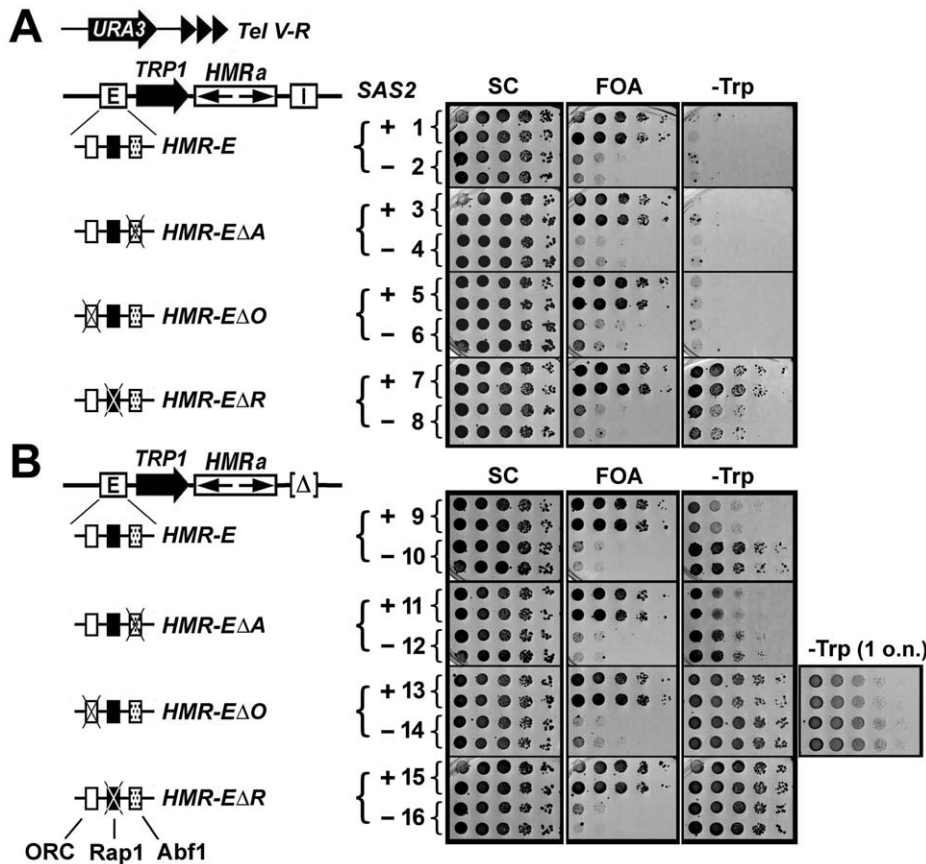 A
URA3
Tel V-R
TRP1
HMRa
E
I
SAS2
SC
FOA
-Trp
HMR-E
+ 1
− 2
HMR-EΔA
+ 3
− 4
HMR-EΔO
+ 5
− 6
HMR-EΔR
+ 7
− 8
B
TRP1
HMRa
E
[Δ]
SC
FOA
-Trp
HMR-E
+ 9
− 10
HMR-EΔA
+ 11
− 12
-Trp (1 o.n.)
HMR-EΔO
+ 13
− 14
HMR-EΔR
+ 15
− 16
ORC Rap1 Abf1